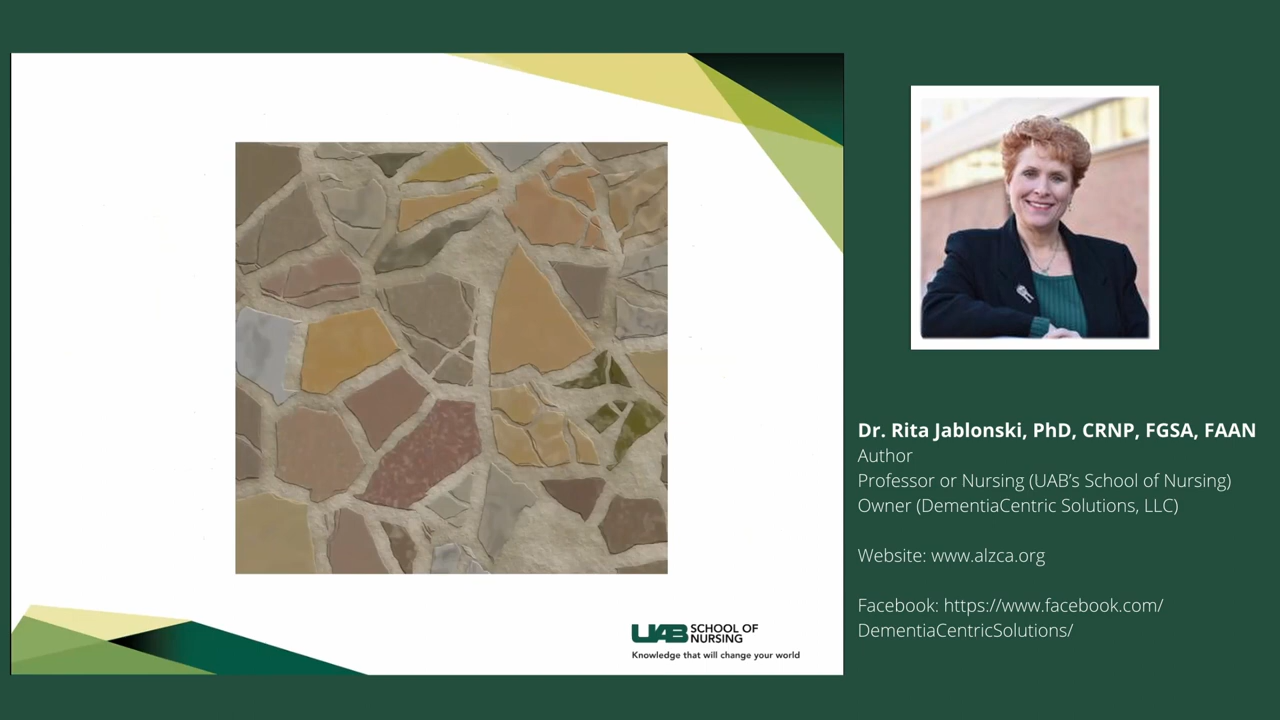 UAB SCHOOL OF
NURSING
Knowledge that will change your world
Dr. Rita Jablonski, PhD, CRNP, FGSA, FAAN
Author
Professor or Nursing (UAB’s School of Nursing)
Owner (DementiaCentric Solutions, LLC)
Website: www.alzca.org
Facebook: https://www.facebook.com/
DementiaCentricSolutions/